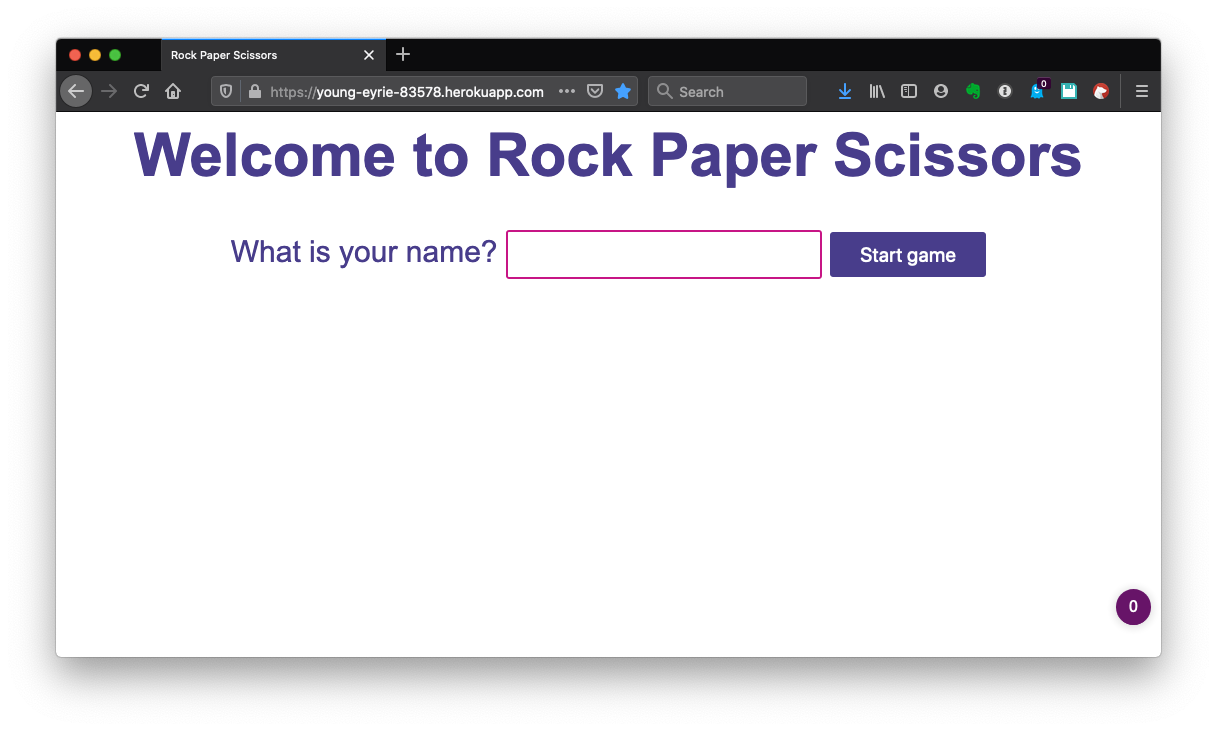 Rock Paper Scissors
https://young-eyrie-83578.herokuapp.com
Search
0
Welcome to Rock Paper Scissors
What is your name?
Start game
0